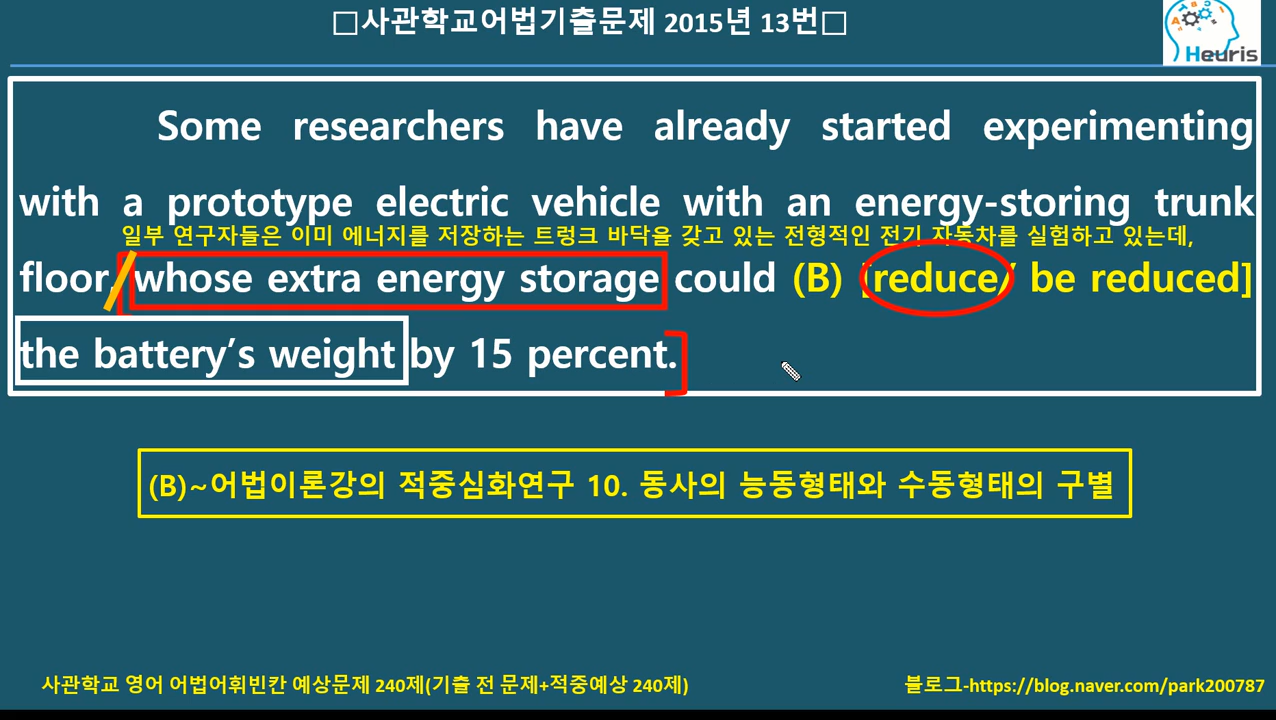 □사관학교어법기출문제 2015년 13번□
Heuris
Some researchers have already started experimenting
with a prototype electric vehicle with an energy-storing trunk
일부 연구자들은 이미 에너지를 저장하는 트렁크 바닥을 갖고 있는 전형적인 전기 자동차를 실험하고 있는데,
floor, whose extra energy storage could (B) [reduce/ be reduced]
the battery’s weight by 15 percent.
(B)~어법이론강의 적중심화연구 10. 동사의 능동형태와 수동형태의 구별
사관학교 영어 어법어휘빈칸 예상문제 240제(기출 전 문제+적중예상 240제)
블로그-https://blog.naver.com/park200787